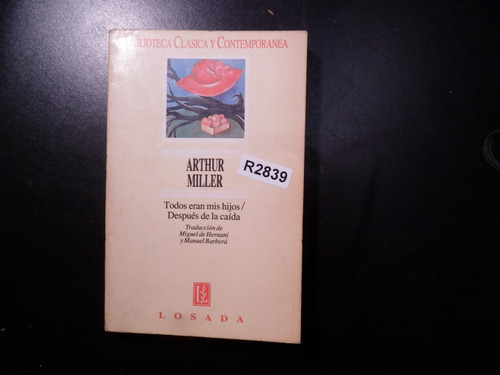 BIBLIOTECA CLASICA Y CONTEMPORANEA
ARTHUR
MILLER
R2839
Todos eran mis hijos/
Después de la caída
Traducción de
Miguel de Hernani
y Manuel Barberá
LOSADA